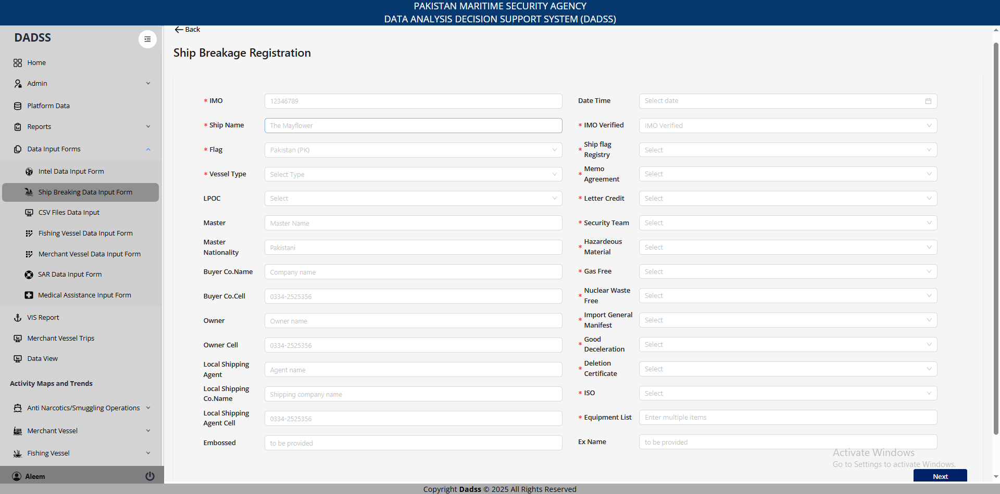 PAKISTAN MARITIME SECURITY AGENCY
DATA ANALYSIS DECISION SUPPORT SYSTEM (DADSS)
DADSS
Home
Admin
Platform Data
Reports
Data Input Forms
Intel Data Input Form
Ship Breaking Data Input Form
CSV Files Data Input
Fishing Vessel Data Input Form
Merchant Vessel Data Input Form
SAR Data Input Form
Medical Assistance Input Form
VIS Report
Merchant Vessel Trips
Data View
Activity Maps and Trends
Anti Narcotics/Smuggling Operations
Merchant Vessel
Fishing Vessel
Aleem
Back
Ship Breakage Registration
* IMO
12346789
* Ship Name
The Mayflower
* Flag
Pakistan (PK)
* Vessel Type
Select Type
LPOC
Select
Master
Master Name
Master
Nationality
Pakistani
Buyer Co.Name
Company name
Buyer Co.Cell
0334-2525356
Owner
Owner name
Owner Cell
0334-2525356
Local Shipping
Agent
Agent name
Local Shipping
Co.Name
Shipping company name
Local Shipping
Agent Cell
0334-2525356
Embossed
to be provided
Date Time
Select date
* IMO Verified
IMO Verified
* Ship flag
Registry
Select
* Memo
Agreement
Select
* Letter Credit
Select
* Security Team
Select
* Hazardeous
Material
Select
* Gas Free
Select
* Nuclear Waste
Free
Select
* Import General
Manifest
Select
* Good
Deceleration
Select
* Deletion
Certificate
Select
* ISO
Select
* Equipment List
Enter multiple items
Ex Name
to be provided
Activate Windows
Go to Settings to activate Windows.
Next
Copyright Dadss © 2025 All Rights Reserved